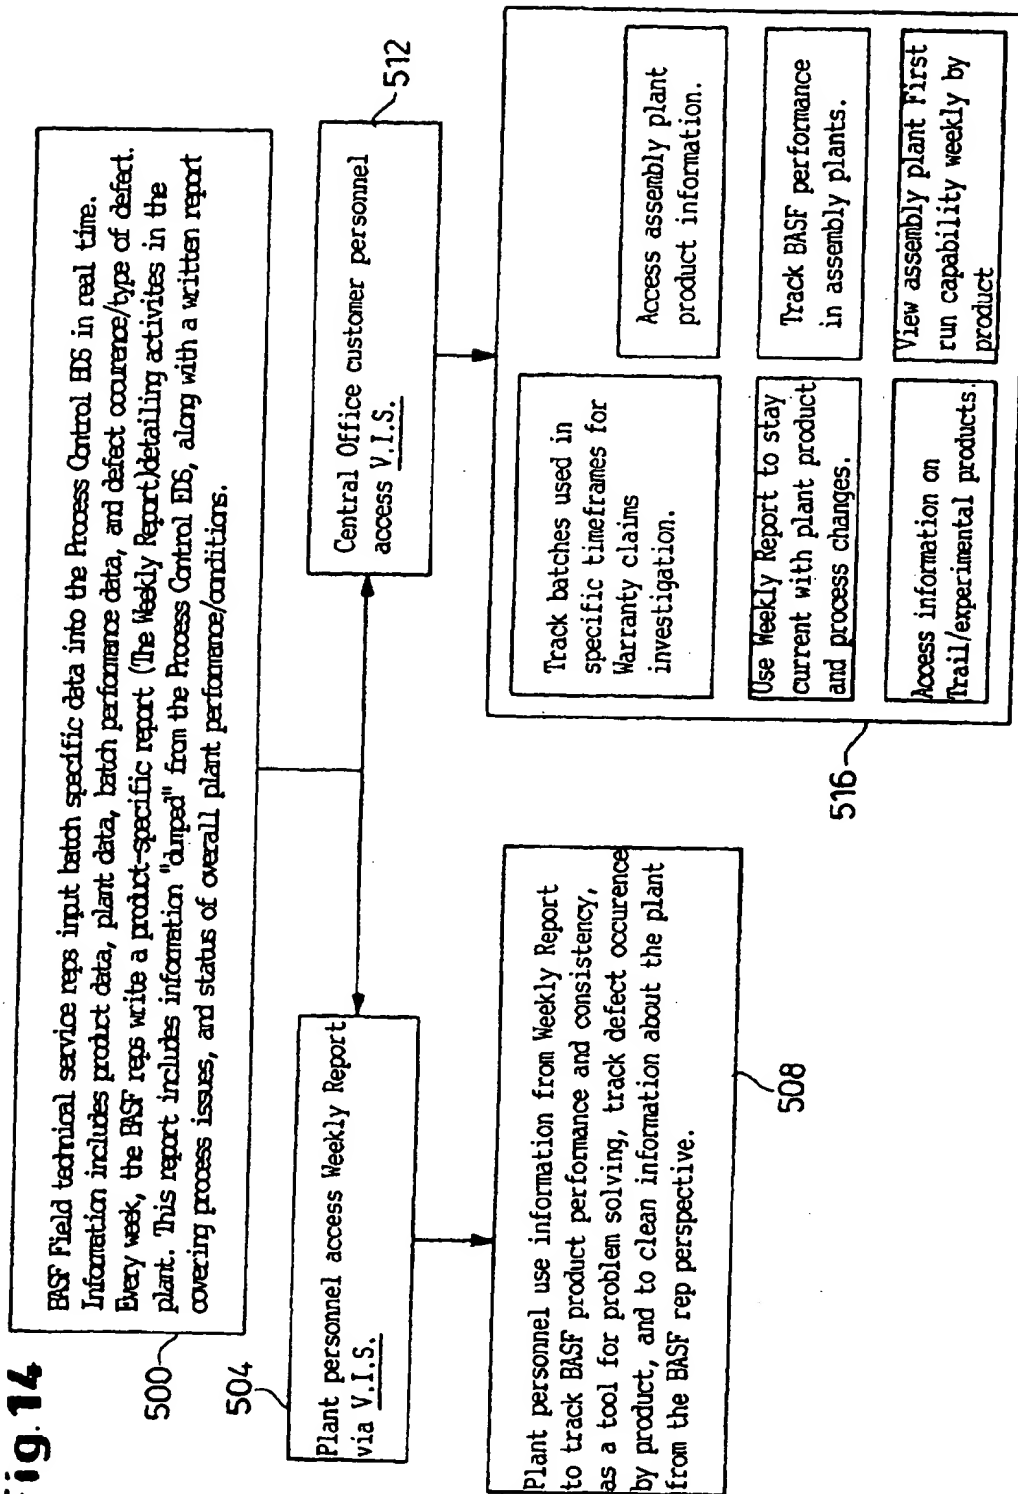 Fig.14
BASF Field technical service reps input batch specific data into the Process Control EDS in real time.
Information includes product data, plant data, batch performance data, and defect occurence/type of defect.
Every week, the BASF reps write a product-specific report (The Weekly Report)detailing activites in the
plant. This report includes information "dumped" from the Process Control EDS, along with a written report
covering process issues, and status of overall plant performance/conditions.
500
504
Plant personnel access Weekly Report
via V.I.S.
Central Office customer personnel
access V.I.S.
512
Plant personnel use information from Weekly Report
to track BASF product performance and consistency,
as a tool for problem solving, track defect occurence
by product, and to clean information about the plant
from the BASF rep perspective.
508
516
Track batches used in
specific timeframes for
Warranty claims
investigation.
Access assembly plant
product information.
Use Weekly Report to stay
current with plant product
and process changes.
Track BASF performance
in assembly plants.
Access information on
Trail/experimental products.
View assembly plant First
run capability weekly by
product